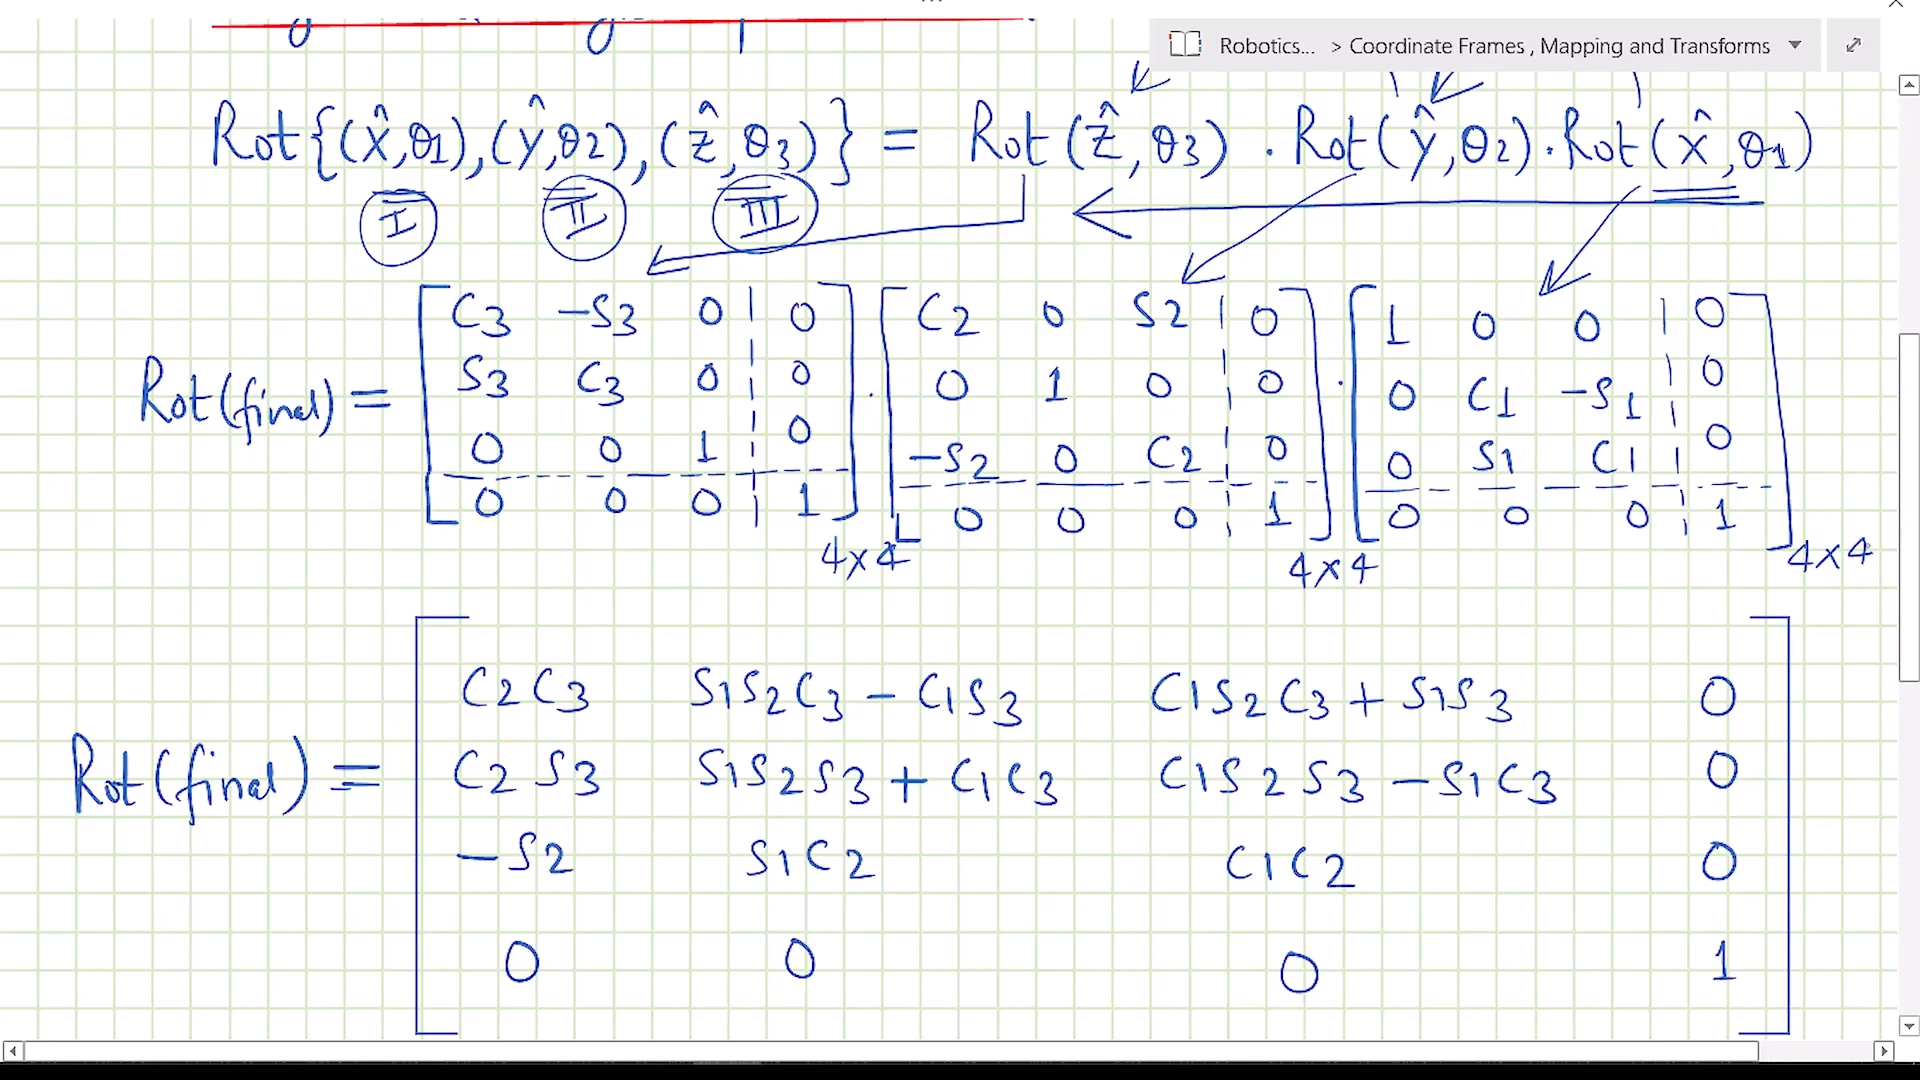 Robotics... > Coordinate Frames , Mapping and Transforms
Rot{(x̂,θ1),(ŷ,θ2),(ẑ,θ3)} = Rot(ẑ,θ3) . Rot(ŷ,θ2).Rot(x̂,θ1)
I II III
Rot(final) = [C3 -S3 0 0] . [C2 0 S2 0] . [1 0 0 0]
S3 C3 0 0 0 1 0 0 0 C1 -S1 0
0 0 1 0 -S2 0 C2 0 0 S1 C1 0
0 0 0 1 0 0 0 1 0 0 0 1
4x4 4x4 4x4
C2C3 S1S2C3 - C1S3 C1S2C3 + S1S3 0
Rot(final) = C2S3 S1S2S3 + C1C3 C1S2S3 - S1C3 0
-S2 S1C2 C1C2 0
0 0 0 1